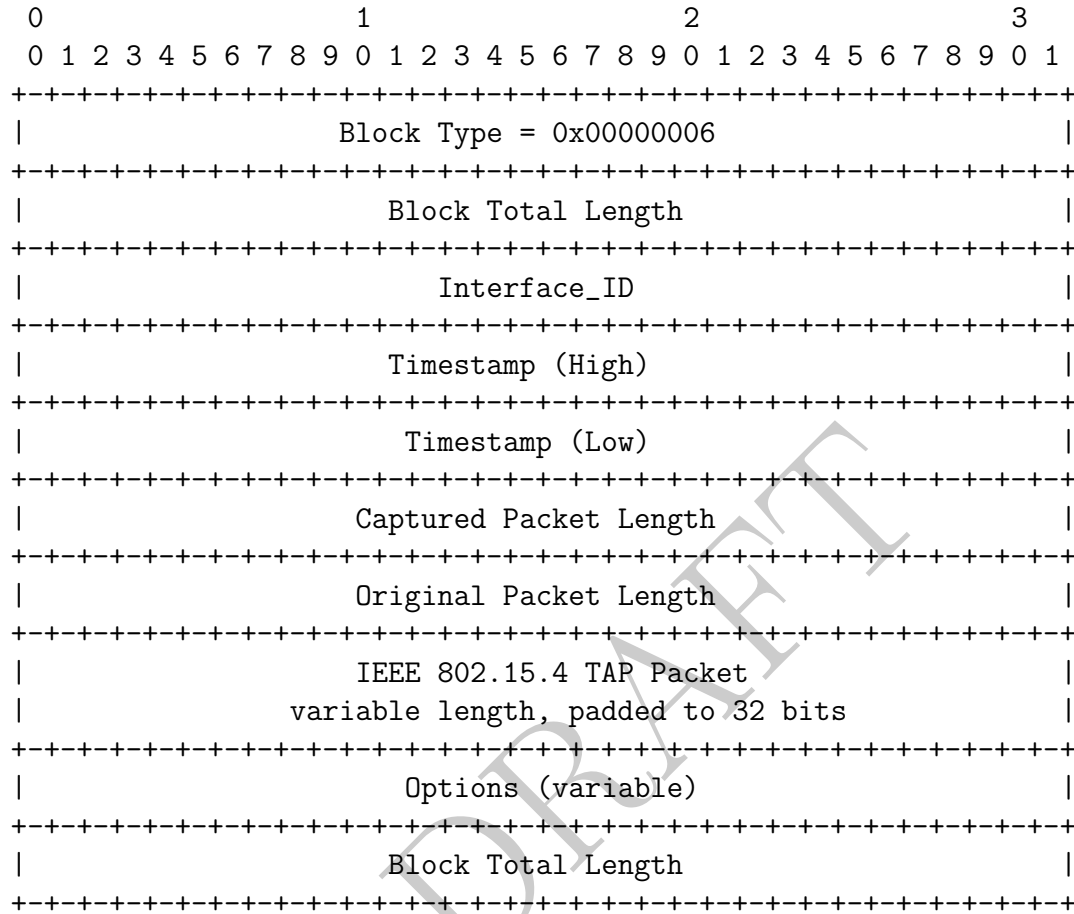 0                   1                   2                   3
0 1 2 3 4 5 6 7 8 9 0 1 2 3 4 5 6 7 8 9 0 1 2 3 4 5 6 7 8 9 0 1
+-+-+-+-+-+-+-+-+-+-+-+-+-+-+-+-+-+-+-+-+-+-+-+-+-+-+-+-+-+-+-+-+
| Block Type = 0x00000006 |
+-+-+-+-+-+-+-+-+-+-+-+-+-+-+-+-+-+-+-+-+-+-+-+-+-+-+-+-+-+-+-+-+
| Block Total Length |
+-+-+-+-+-+-+-+-+-+-+-+-+-+-+-+-+-+-+-+-+-+-+-+-+-+-+-+-+-+-+-+-+
| Interface_ID |
+-+-+-+-+-+-+-+-+-+-+-+-+-+-+-+-+-+-+-+-+-+-+-+-+-+-+-+-+-+-+-+-+
| Timestamp (High) |
+-+-+-+-+-+-+-+-+-+-+-+-+-+-+-+-+-+-+-+-+-+-+-+-+-+-+-+-+-+-+-+-+
| Timestamp (Low) |
+-+-+-+-+-+-+-+-+-+-+-+-+-+-+-+-+-+-+-+-+-+-+-+-+-+-+-+-+-+-+-+-+
| Captured Packet Length |
+-+-+-+-+-+-+-+-+-+-+-+-+-+-+-+-+-+-+-+-+-+-+-+-+-+-+-+-+-+-+-+-+
| Original Packet Length |
+-+-+-+-+-+-+-+-+-+-+-+-+-+-+-+-+-+-+-+-+-+-+-+-+-+-+-+-+-+-+-+-+
| IEEE 802.15.4 TAP Packet |
| variable length, padded to 32 bits |
+-+-+-+-+-+-+-+-+-+-+-+-+-+-+-+-+-+-+-+-+-+-+-+-+-+-+-+-+-+-+-+-+
| Options (variable) |
+-+-+-+-+-+-+-+-+-+-+-+-+-+-+-+-+-+-+-+-+-+-+-+-+-+-+-+-+-+-+-+-+
| Block Total Length |
+-+-+-+-+-+-+-+-+-+-+-+-+-+-+-+-+-+-+-+-+-+-+-+-+-+-+-+-+-+-+-+-+
DRAFT